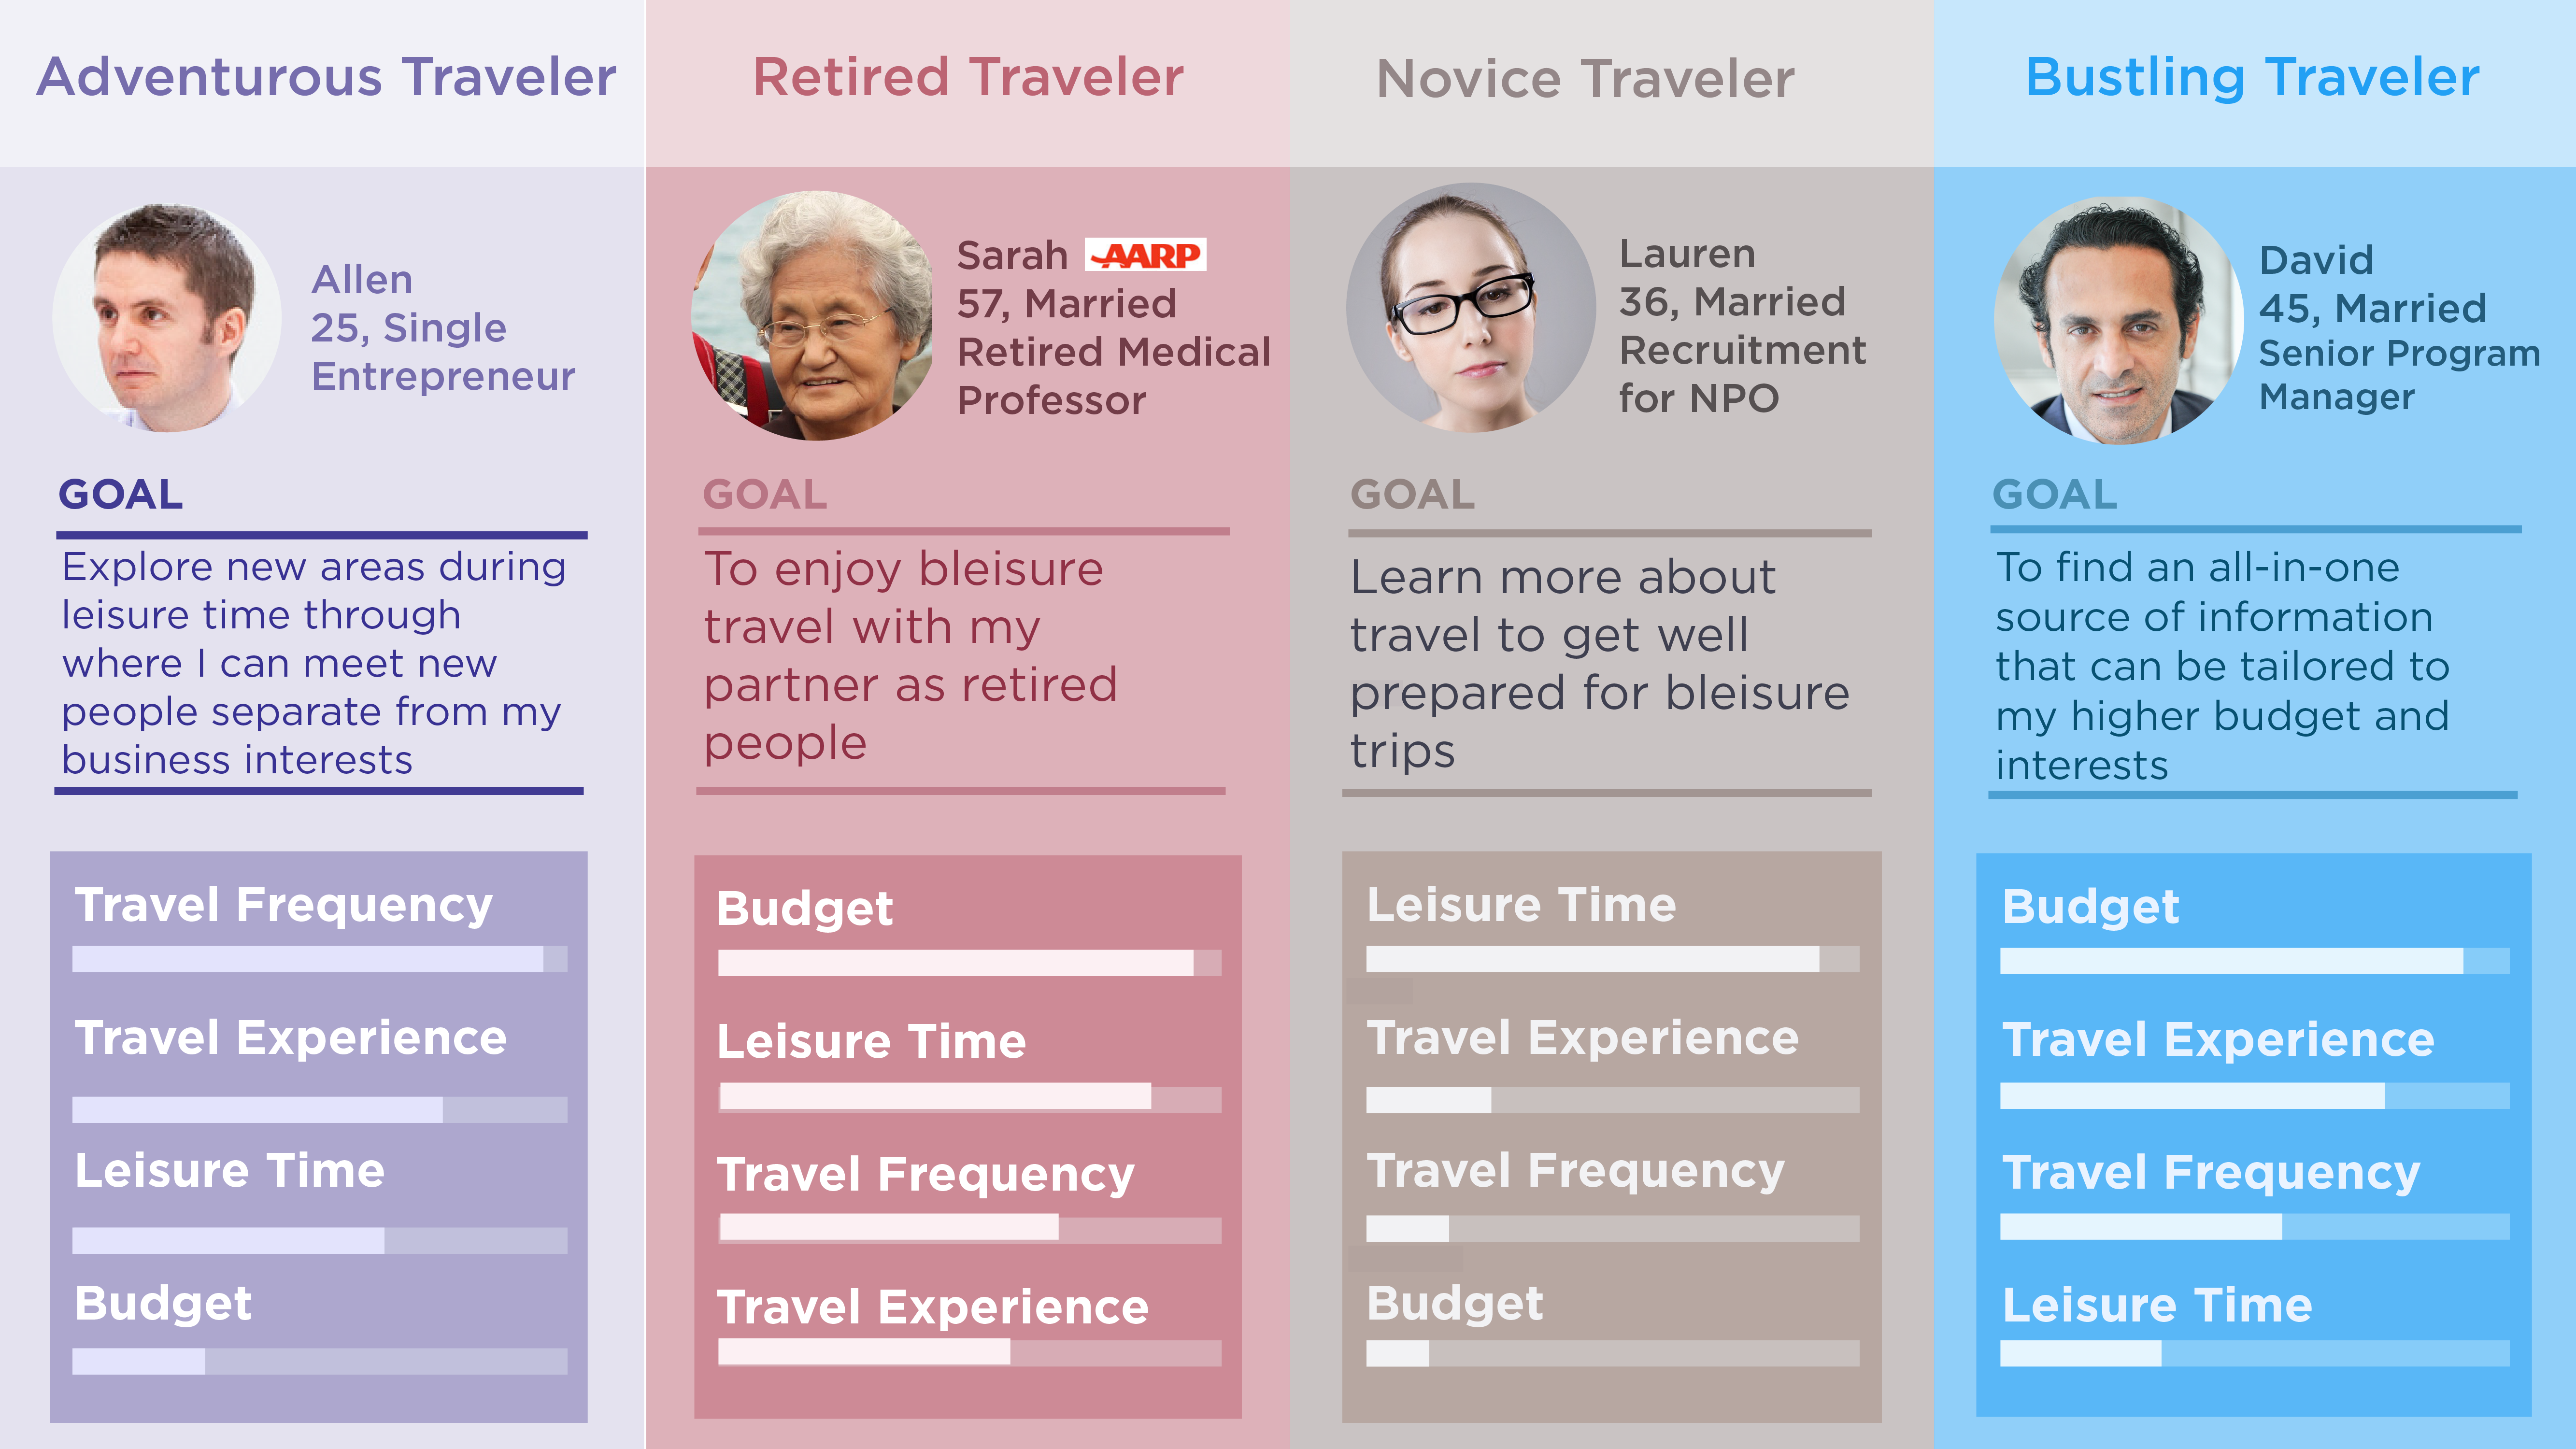 Adventurous Traveler
Allen
25, Single
Entrepreneur
GOAL
Explore new areas during
leisure time through
where I can meet new
people separate from my
business interests
Travel Frequency
Travel Experience
Leisure Time
Budget
Retired Traveler
Sarah AARP
57, Married
Retired Medical
Professor
GOAL
To enjoy bleisure
travel with my
partner as retired
people
Budget
Leisure Time
Travel Frequency
Travel Experience
Novice Traveler
Lauren
36, Married
Recruitment
for NPO
GOAL
Learn more about
travel to get well
prepared for bleisure
trips
Leisure Time
Travel Experience
Travel Frequency
Budget
Bustling Traveler
David
45, Married
Senior Program
Manager
GOAL
To find an all-in-one
source of information
that can be tailored to
my higher budget and
interests
Budget
Travel Experience
Travel Frequency
Leisure Time